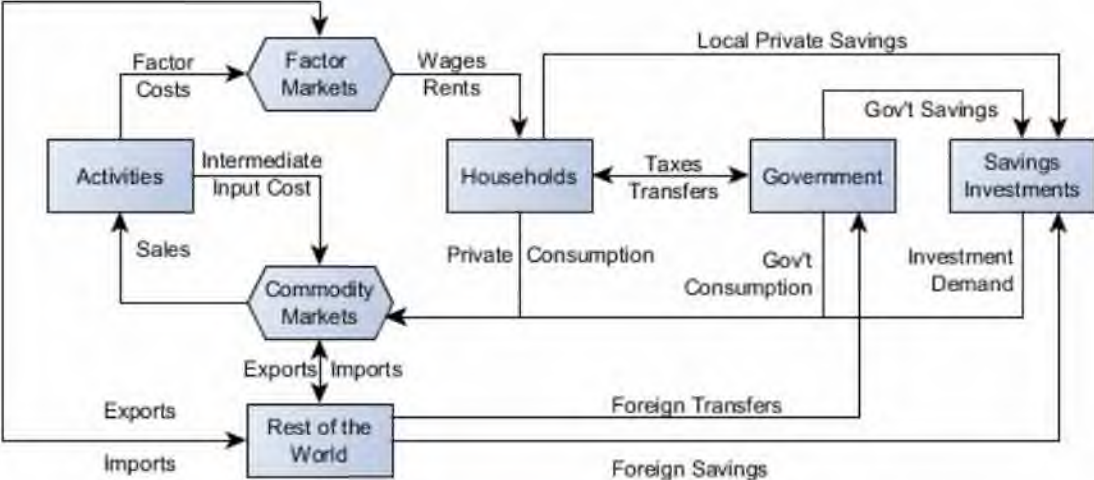 Local Private Savings
Factor
Costs
Factor
Markets
Wages
Rents
Gov't Savings
Activities
Intermediate
Input Cost
Households
Taxes
Transfers
Government
Savings
Investments
Sales
Private Consumption
Gov't
Consumption
Investment
Demand
Commodity
Markets
Exports Imports
Exports
Imports
Rest of the
World
Foreign Transfers
Foreign Savings